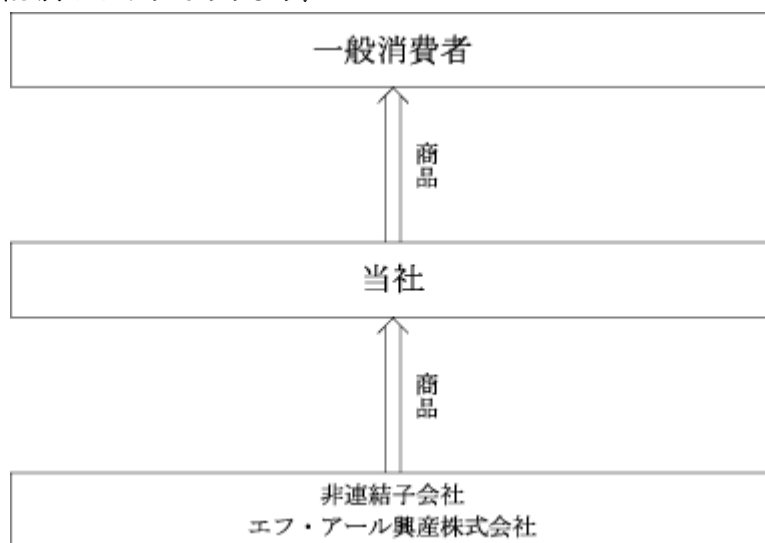 一般消費者
商品
当社
商品
非連結子会社
エフ・アール興産株式会社